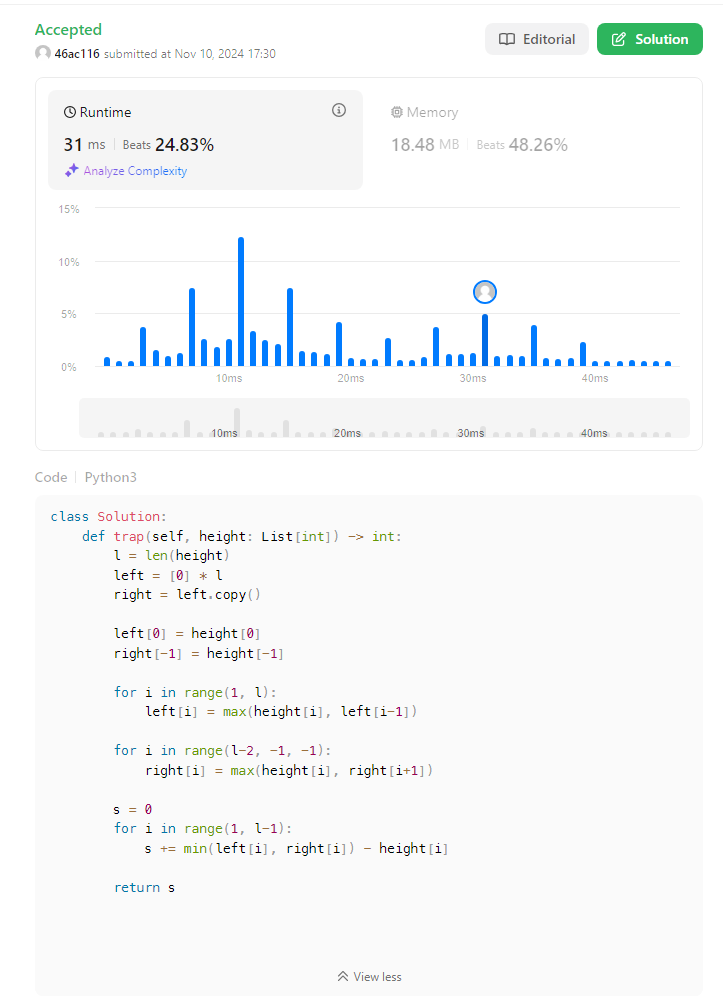 Accepted
Editorial
Solution
46ac116 submitted at Nov 10, 2024 17:30
Runtime
31 ms | Beats 24.83%
Analyze Complexity
Memory
18.48 MB | Beats 48.26%
15%
10%
5%
0%
10ms 20ms 30ms 40ms
10ms 20ms 30ms 40ms
Code | Python3
class Solution:
    def trap(self, height: List[int]) -> int:
        l = len(height)
        left = [0] * l
        right = left.copy()

        left[0] = height[0]
        right[-1] = height[-1]

        for i in range(1, l):
            left[i] = max(height[i], left[i-1])

        for i in range(l-2, -1, -1):
            right[i] = max(height[i], right[i+1])

        s = 0
        for i in range(1, l-1):
            s += min(left[i], right[i]) - height[i]

        return s
View less